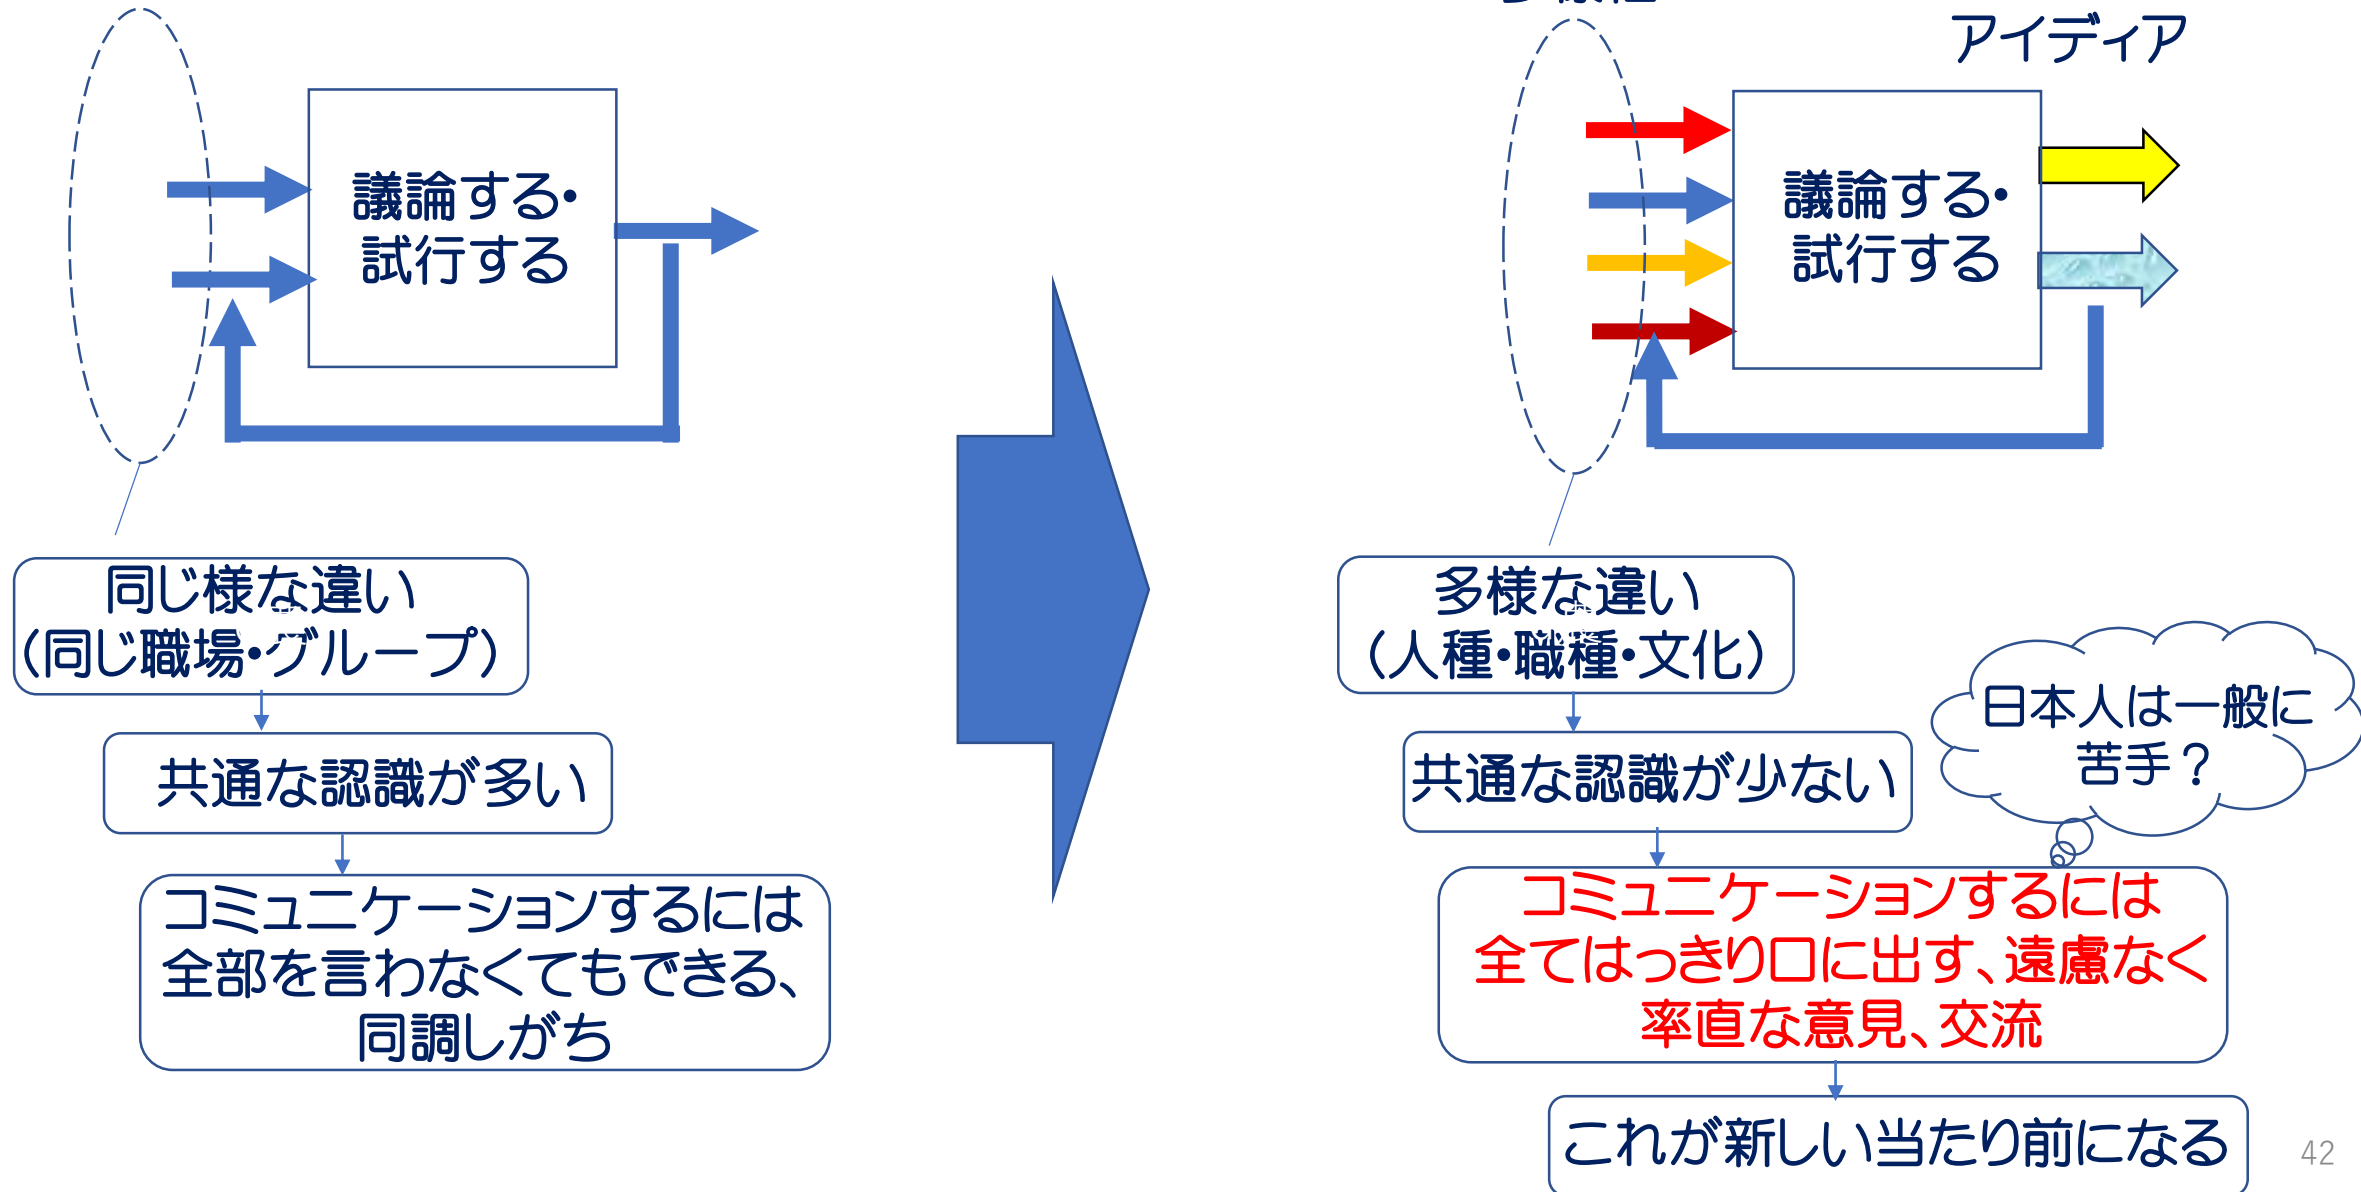 アイディア
議論する・
試行する
議論する・
試行する
同じ様な違い
(同じ職場・グループ)
共通な認識が多い
コミュニケーションするには
全部を言わなくてもできる、
同調しがち
多様な違い
(人種・職種・文化)
共通な認識が少ない
日本人は一般に
苦手？
コミュニケーションするには
全てはっきり口に出す、遠慮なく
率直な意見、交流
これが新しい当たり前になる
42